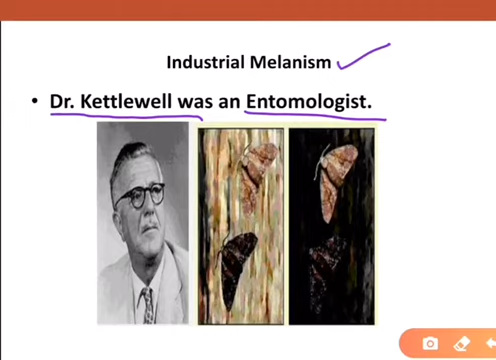 Industrial Melanism
• Dr. Kettlewell was an Entomologist.